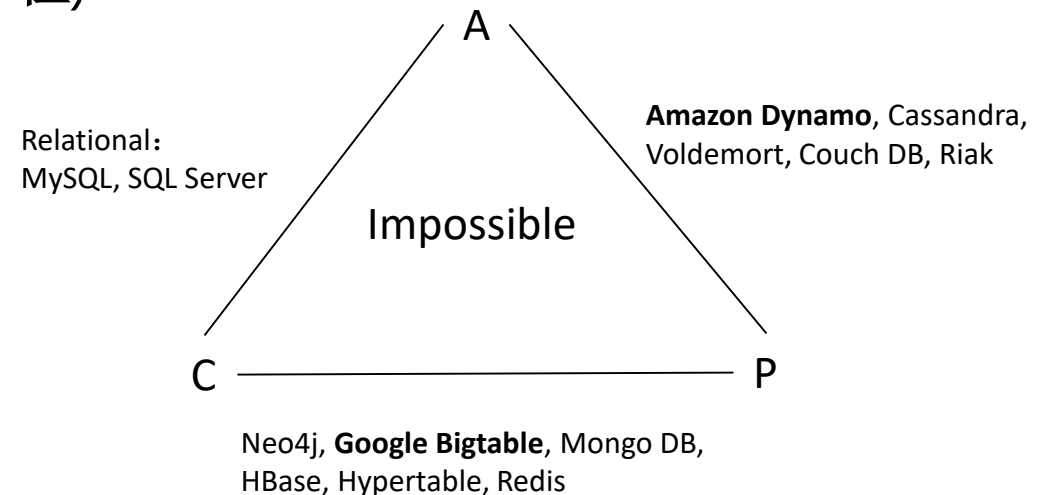 A
Relational：
MySQL, SQL Server
Amazon Dynamo, Cassandra,
Voldemort, Couch DB, Riak
Impossible
C
P
Neo4j, Google Bigtable, Mongo DB,
HBase, Hypertable, Redis